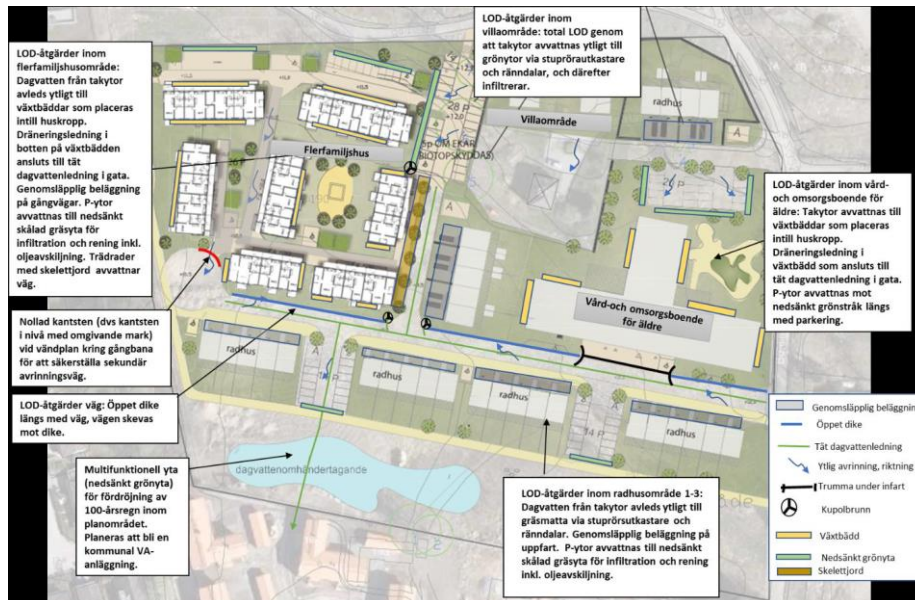 LOD-åtgärder inom
flerfamiljshusområde:
Dagvatten från takytor
avleds ytligt till
växtbäddar som placeras
intill huskropp.
Dräneringsledning i
botten på växtbädden
ansluts till tät
dagvattenledning i gata.
Genomsläpplig beläggning
på gångvägar. P-ytor
avvattnas till nedsänkt
skålad gräsyta för
infiltration och rening inkl.
oljeavskiljning. Trädrader
med skelettjord avvattnar
väg.
Nollad kantsten (dvs kantsten
i nivå med omgivande mark)
vid vändplan kring gångbana
för att säkerställa sekundär
avrinningsväg.
LOD-åtgärder väg: Öppet dike
längs med väg, vägen skevas
mot dike.
Multifunktionell yta
(nedsänkt grönyta)
för fördröjning av
100-årsregn inom
planområdet.
Planeras att bli en
kommunal VA-
anläggning.
LOD-åtgärder inom
villaområde: total LOD genom
att takytor avvattnas ytligt till
grönytor via stuprörautkastare
och ränndalar, och därefter
infiltrerar.
LOD-åtgärder inom vård-
och omsorgsboende för
äldre: Takytor avvattnas till
växtbäddar som placeras
intill huskropp.
Dräneringsledning i
växtbädd som ansluts till
tät dagvattenledning i gata.
P-ytor avvattnas mot
nedsänkt grönstråk längs
med parkering.
LOD-åtgärder inom radhusområde 1-3:
Dagvatten från takytor avleds ytligt till
gräsmatta via stuprörsutkastare och
ränndalar. Genomsläpplig beläggning på
uppfart. P-ytor avvattnas till nedsänkt
skålad gräsyta för infiltration och rening
inkl. oljeavskiljning.
Flerfamiljshus
Villaområde
Vård-och omsorgsboende
för äldre
28 P
+12,0
EKAR
BIOTOPSKYDDAS)
radhus
radhus
radhus
radhus
radhus
14 P
dagvattenomhändertagande
Genomsläpplig beläggning
Öppet dike
Tät dagvattenledning
Ytlig avrinning, riktning
Trumma under infart
Kupolbrunn
Växtbädd
Nedsänkt grönyta
Skelettjord